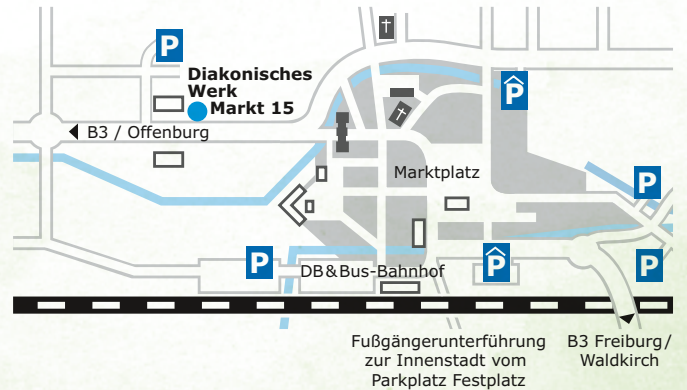 P
Diakonisches
Werk
Markt 15
P
B3 / Offenburg
Marktplatz
P
P
DB&Bus-Bahnhof
P
P
Fußgängerunterführung
zur Innenstadt vom
Parkplatz Festplatz
B3 Freiburg/
Waldkirch